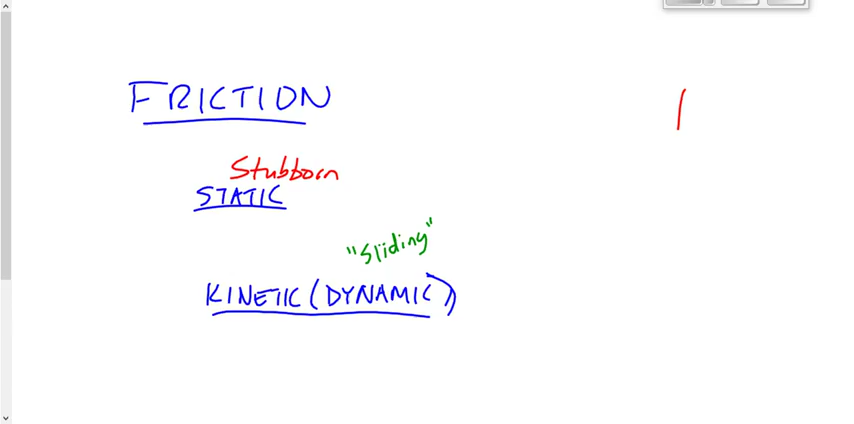 FRICTION
Stubborn
STATIC
"Sliding"
KINETIC (DYNAMIC)